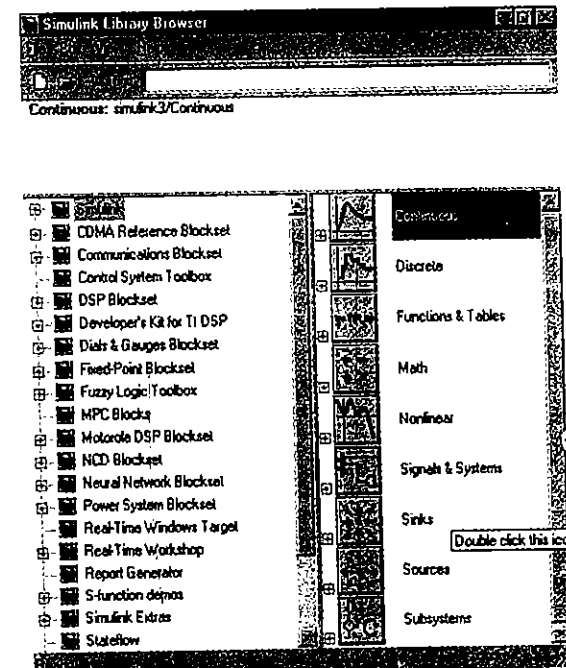 Simulink Library Browser
Continuous: simulink3/Continuous
Simulink
CDMA Reference Blockset
Communications Blockset
Control System Toolbox
DSP Blockset
Developer's Kit for TI DSP
Dials & Gauges Blockset
Fixed-Point Blockset
Fuzzy Logic Toolbox
MPC Blocks
Motorola DSP Blockset
NCD Blockset
Neural Network Blockset
Power System Blockset
Real-Time Windows Target
Real-Time Workshop
Report Generator
S-function demos
Simulink Extras
Stateflow
Continuous
Discrete
Functions & Tables
Math
Nonlinear
Signals & Systems
Sinks
Double click this ico
Sources
Subsystems